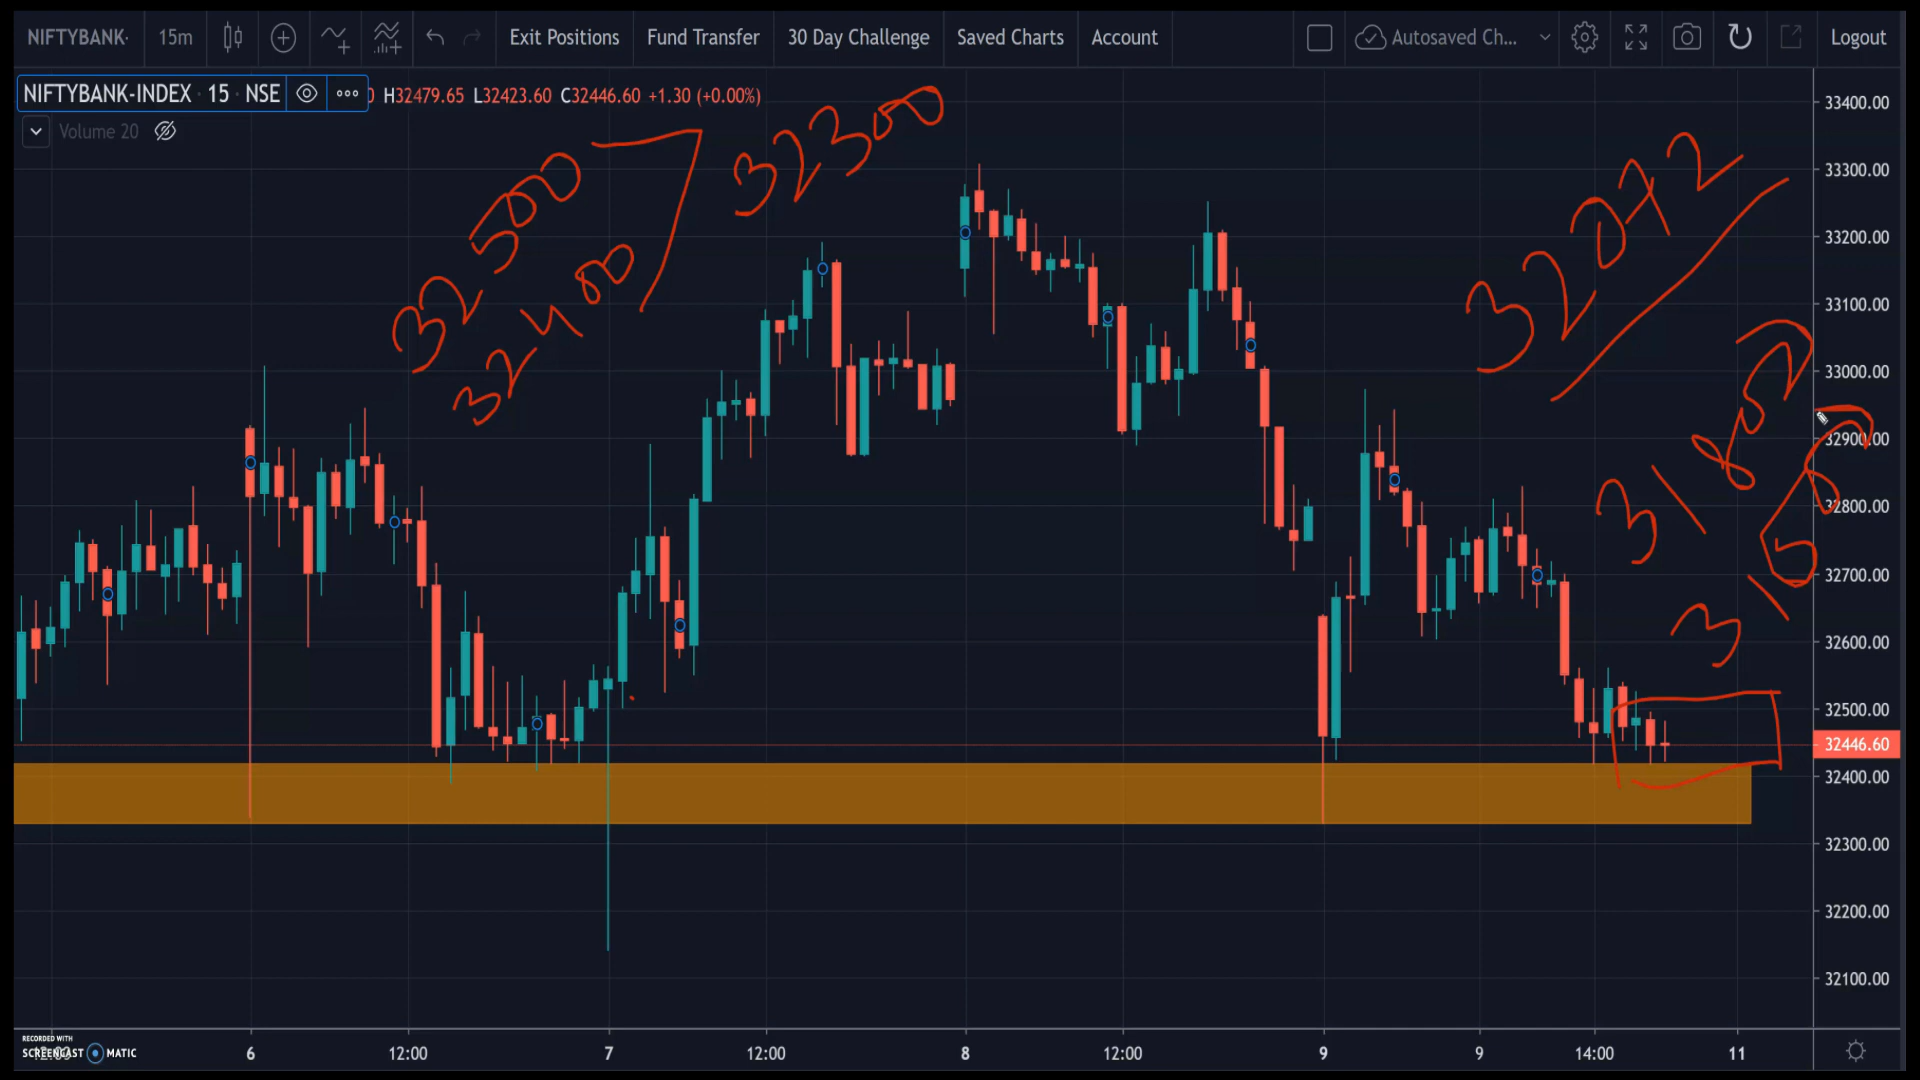 NIFTYBANK-
15m
Exit Positions
Fund Transfer
30 Day Challenge
Saved Charts
Account
Autosaved Ch...
Logout
NIFTYBANK-INDEX · 15 · NSE
0 H32479.65 L32423.60 C32446.60 +1.30 (+0.00%)
Volume 20
32500
32400
32300
32072
31852
33400.00
33300.00
33200.00
33100.00
33000.00
32900.00
32800.00
32700.00
32600.00
32500.00
32446.60
32400.00
32300.00
32200.00
32100.00
6
12:00
7
12:00
8
12:00
9
9
14:00
11
RECORDED WITH
SCREENCAST MATIC